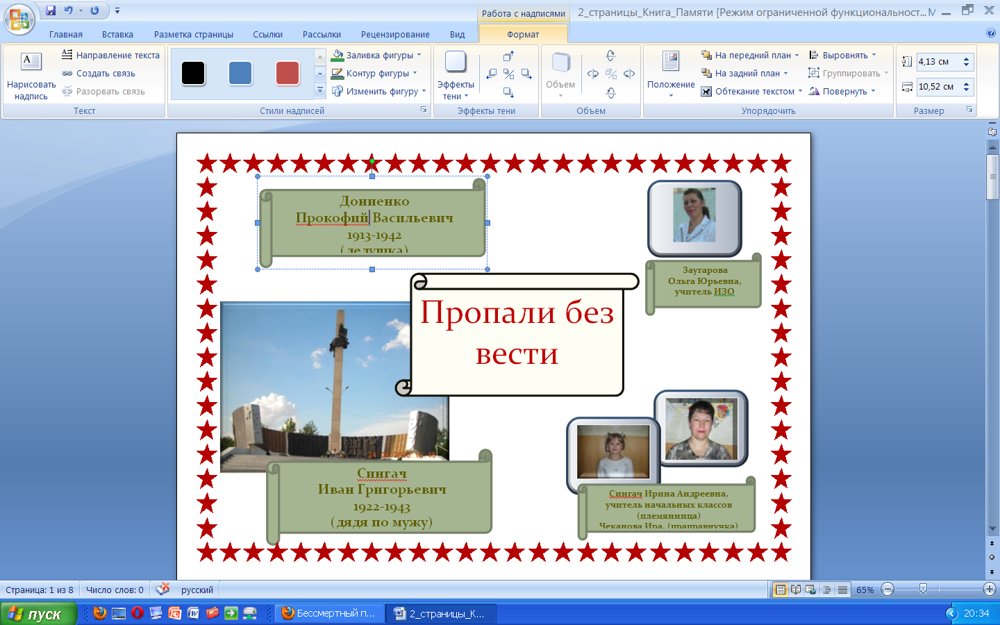 Работа с надписями
2_страницы_Книга_Памяти [Режим ограниченной функциональност... М
Главная
Вставка
Разметка страницы
Ссылки
Рассылки
Рецензирование
Вид
Формат
Нарисовать
надпись
Направление текста
Создать связь
Разорвать связь
Текст
Заливка фигуры
Контур фигуры
Изменить фигуру
Стили надписей
Эффекты
тени
Эффекты тени
Объем
Объем
Положение
На передний план
На задний план
Обтекание текстом
Выровнять
Группировать
Повернуть
Упорядочить
4,13 см
10,52 см
Размер
Дониенко
Прокофий Васильевич
1913-1942
(дедушка)
Заугарова
Ольга Юрьевна,
учитель ИЗО
Пропали без
вести
Сингач
Иван Григорьевич
1922-1943
(дядя по мужу)
Сингач Ирина Андреевна,
учитель начальных классов
(племянница)
Чеканова Ира, (праправнучка)
Страница: 1 из 8
Число слов: 0
русский
65%
пуск
Бессмертный п...
2_страницы_К...
20:34